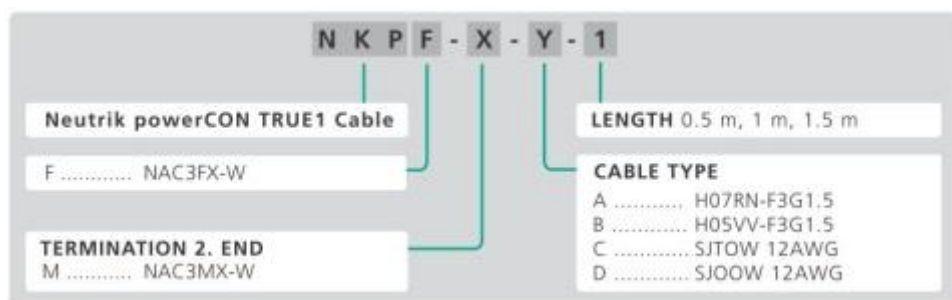 N K P F - X - Y - 1
Neutrik powerCON TRUE1 Cable
F ............ NAC3FX-W
TERMINATION 2. END
M ........... NAC3MX-W
LENGTH 0.5 m, 1 m, 1.5 m
CABLE TYPE
A ............ H07RN-F3G1.5
B ............ H05VV-F3G1.5
C ............ SJTOW 12AWG
D ............ SJOOW 12AWG